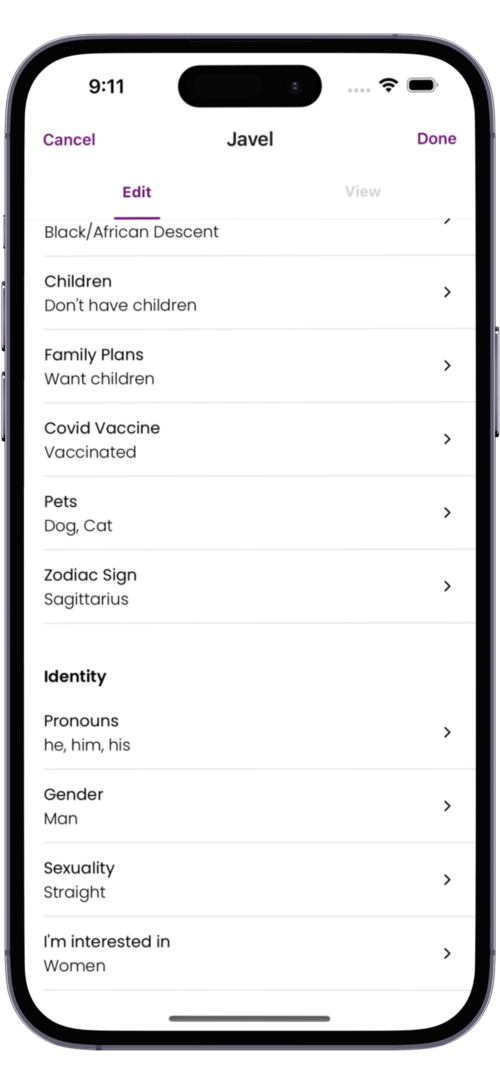 9:11
Cancel Javel Done
Edit View
Black/African Descent
Children
Don't have children
Family Plans
Want children
Covid Vaccine
Vaccinated
Pets
Dog, Cat
Zodiac Sign
Sagittarius
Identity
Pronouns
he, him, his
Gender
Man
Sexuality
Straight
I'm interested in
Women